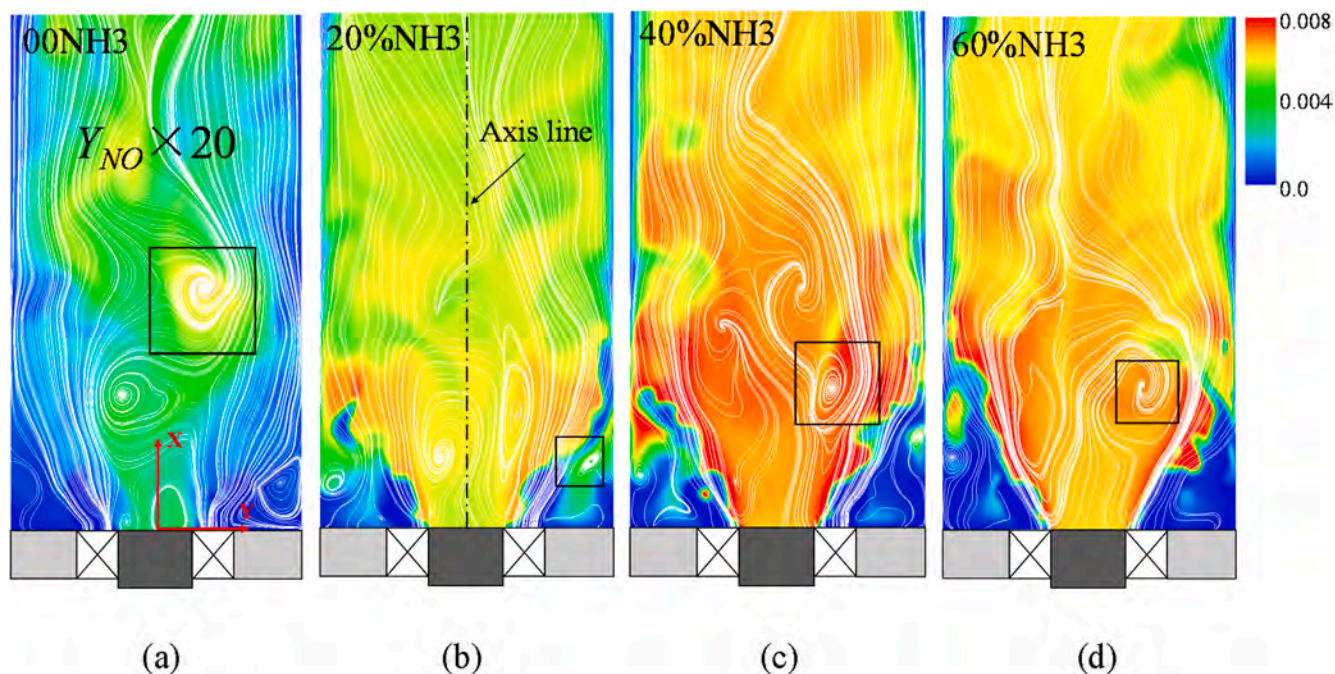 00NH3
20%NH3
40%NH3
60%NH3
0.008
0.004
0.0
Y_NO × 20
Axis line
X
Y
(a)
(b)
(c)
(d)